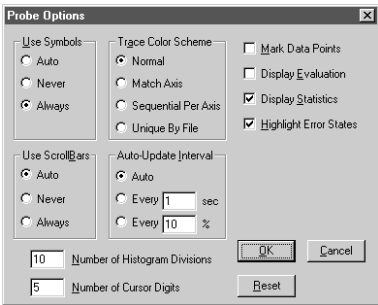 Probe Options
Use Symbols
Auto
Never
Always
Trace Color Scheme
Normal
Match Axis
Sequential Per Axis
Unique By File
Mark Data Points
Display Evaluation
Display Statistics
Highlight Error States
Use ScrollBars
Auto
Never
Always
Auto-Update Interval
Auto
Every 1 sec
Every 10 %
10 Number of Histogram Divisions
5 Number of Cursor Digits
OK
Cancel
Reset